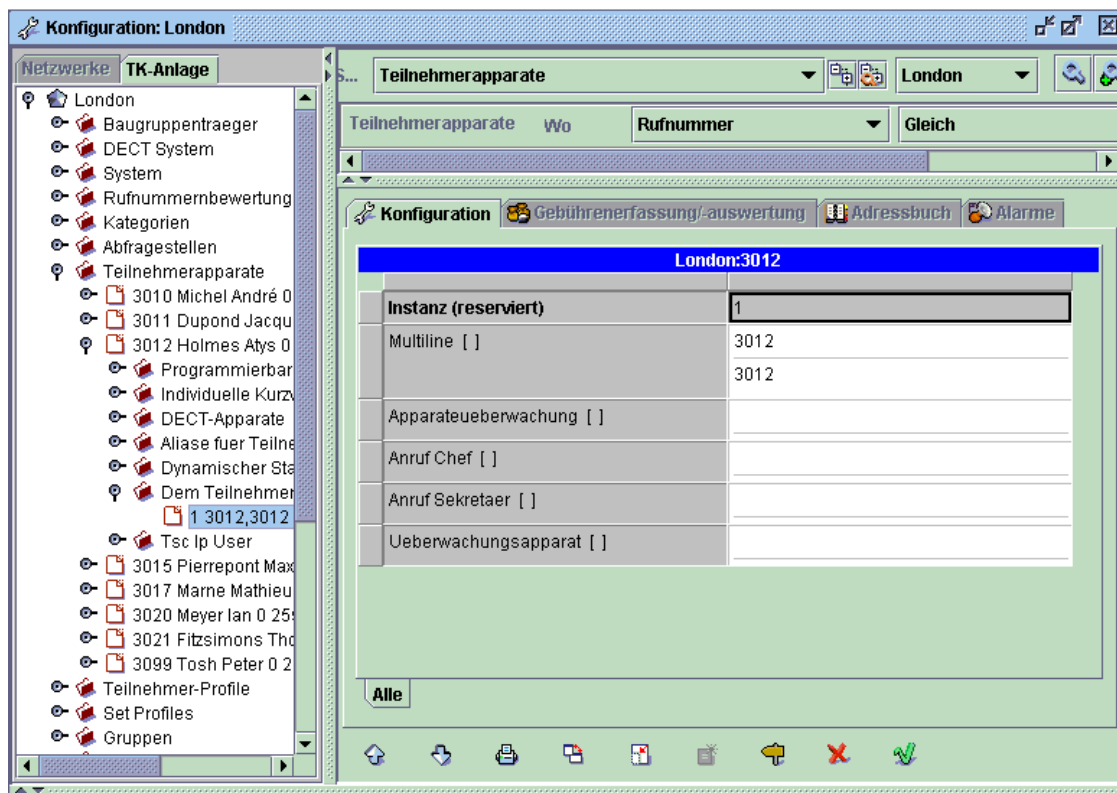 Konfiguration: London
Netzwerke TK-Anlage
London
Baugruppentraeger
DECT System
System
Rufnummernbewertung
Kategorien
Abfragestellen
Teilnehmerapparate
3010 Michel André 0
3011 Dupond Jacqu
3012 Holmes Atys 0
Programmierbar
Individuelle Kurzv
DECT-Apparate
Aliase fuer Teilne
Dynamischer Sta
Dem Teilnehmer
1 3012,3012
Tsc Ip User
3015 Pierrepont Max
3017 Marne Mathieu
3020 Meyer Ian 0 25
3021 Fitzsimons Tho
3099 Tosh Peter 0 2
Teilnehmer-Profile
Set Profiles
Gruppen
S... Teilnehmerapparate London
Teilnehmerapparate Wo Rufnummer Gleich
Konfiguration Gebührenerfassung/-auswertung Adressbuch Alarme
London:3012
Instanz (reserviert) 1
Multiline [ ] 3012
3012
Apparateueberwachung [ ]
Anruf Chef [ ]
Anruf Sekretaer [ ]
Ueberwachungsapparat [ ]
Alle